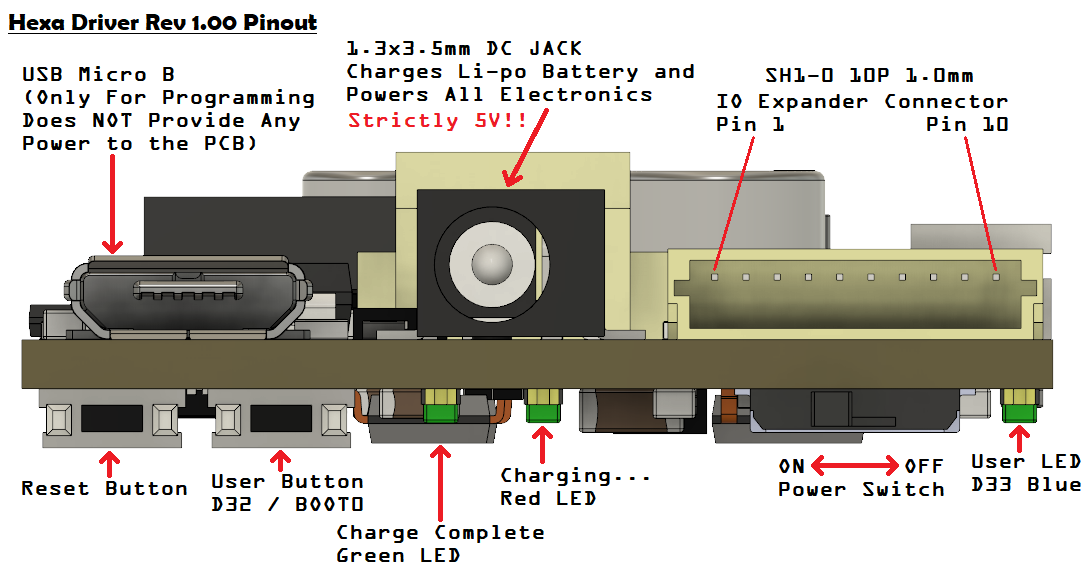 Hexa Driver Rev 1.00 Pinout
USB Micro B
(Only For Programming
Does NOT Provide Any
Power to the PCB)
1.3x3.5mm DC JACK
Charges Li-po Battery and
Powers All Electronics
Strictly 5V!!
SH1-0 10P 1.0mm
IO Expander Connector
Pin 1
Pin 10
Reset Button
User Button
D32 / BOOT0
Charge Complete
Green LED
Charging...
Red LED
ON
OFF
Power Switch
User LED
D33 Blue